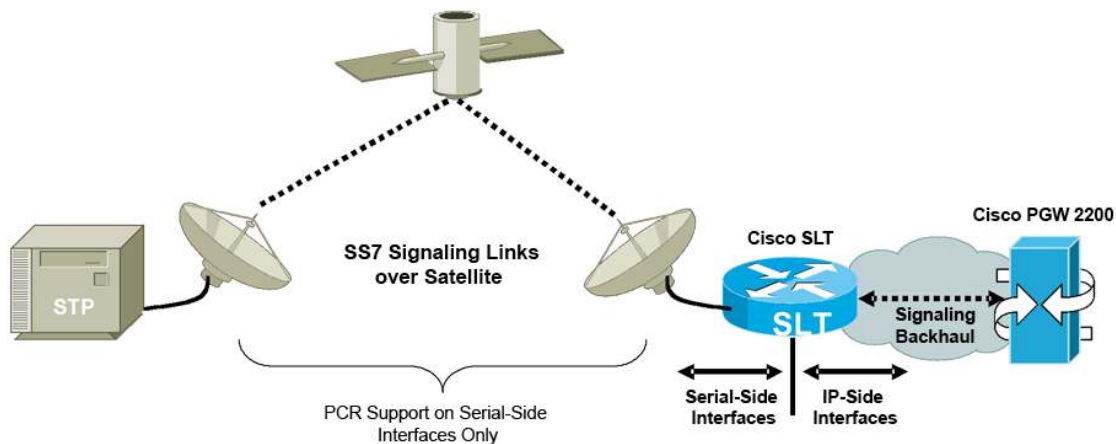 STP
SS7 Signaling Links
over Satellite
Cisco SLT
SLT
Cisco PGW 2200
Signaling
Backhaul
Serial-Side
Interfaces
IP-Side
Interfaces
PCR Support on Serial-Side
Interfaces Only